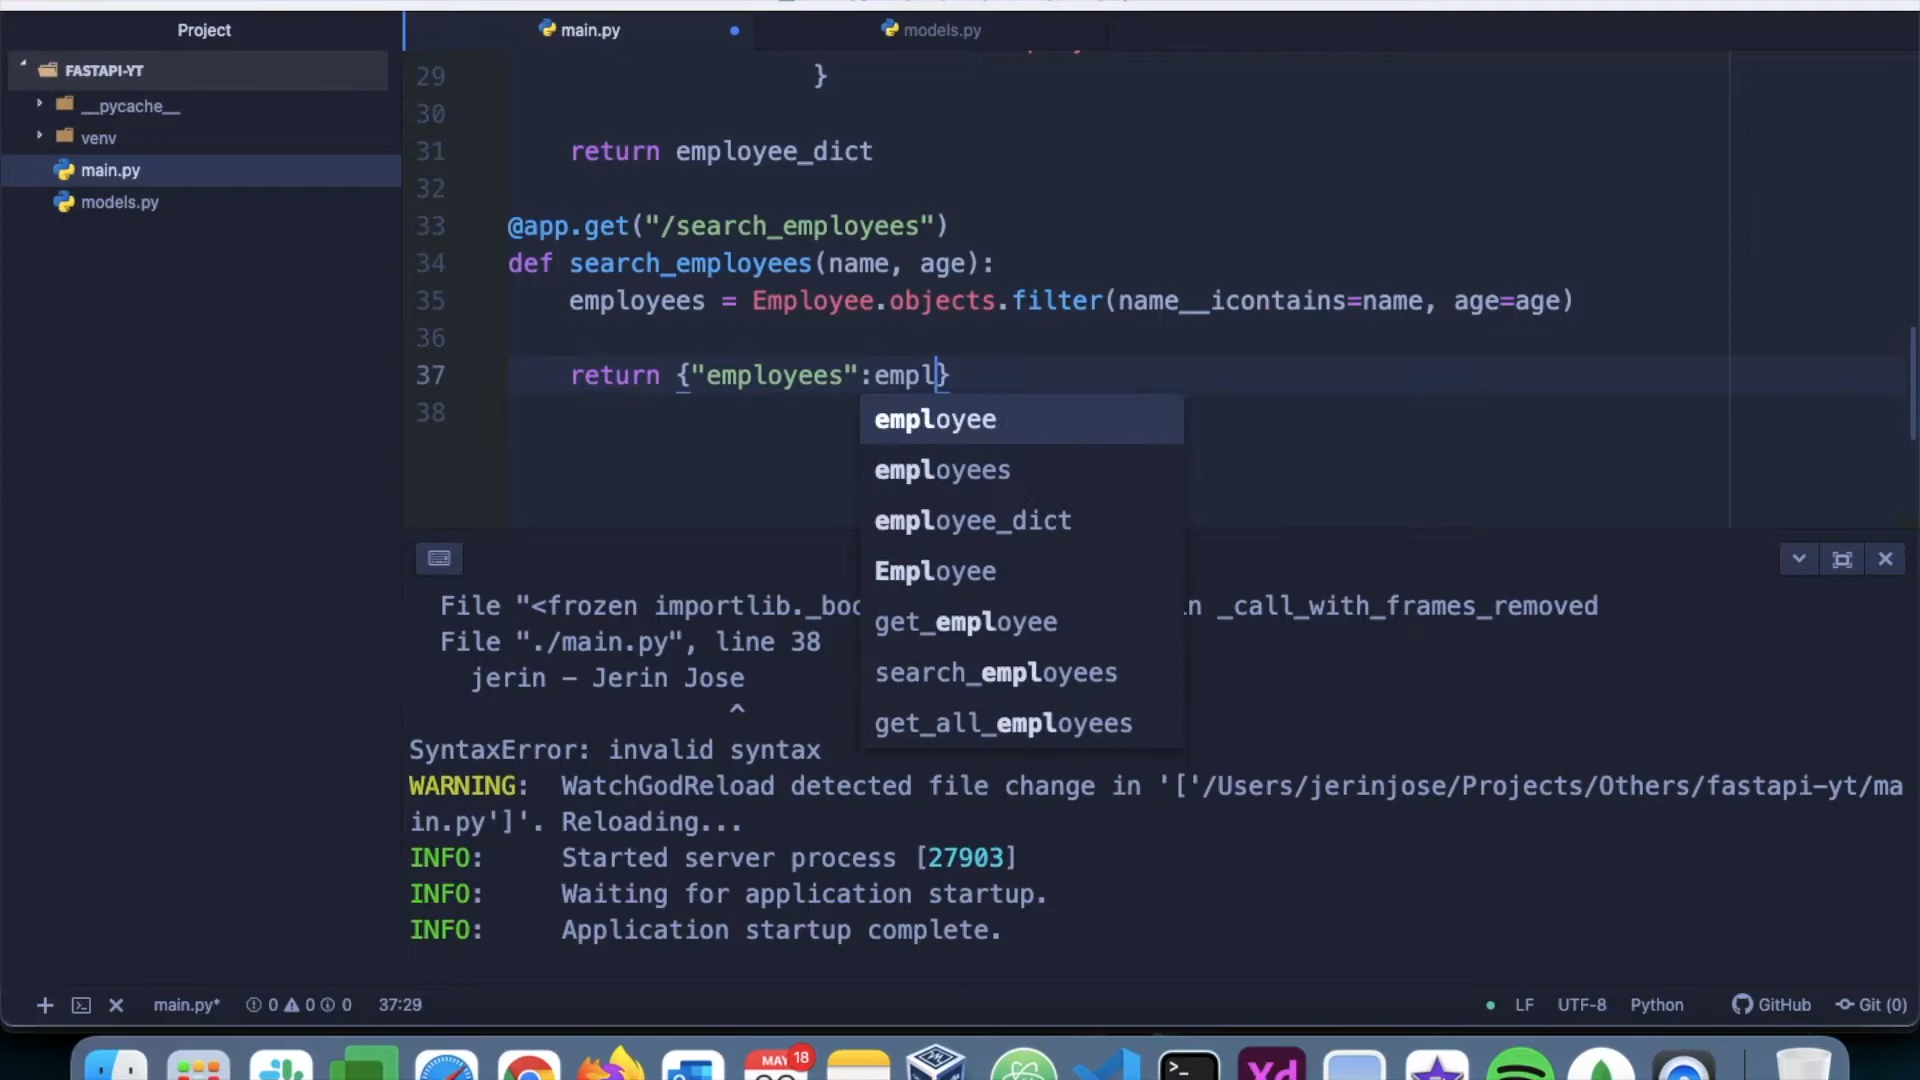 Project
main.py
models.py
FASTAPI-YT
__pycache__
venv
main.py
models.py
29 }
30
31 return employee_dict
32
33 @app.get("/search_employees")
34 def search_employees(name, age):
35 employees = Employee.objects.filter(name__icontains=name, age=age)
36
37 return {"employees":empl}
38
employee
employees
employee_dict
Employee
get_employee
search_employees
get_all_employees
File "<frozen importlib._boo n _call_with_frames_removed
File "./main.py", line 38
jerin – Jerin Jose
^
SyntaxError: invalid syntax
WARNING: WatchGodReload detected file change in '['/Users/jerinjose/Projects/Others/fastapi-yt/ma
in.py']'. Reloading...
INFO: Started server process [27903]
INFO: Waiting for application startup.
INFO: Application startup complete.
main.py* 0 0 0 37:29 LF UTF-8 Python GitHub Git (0)
MAY 18
Xd